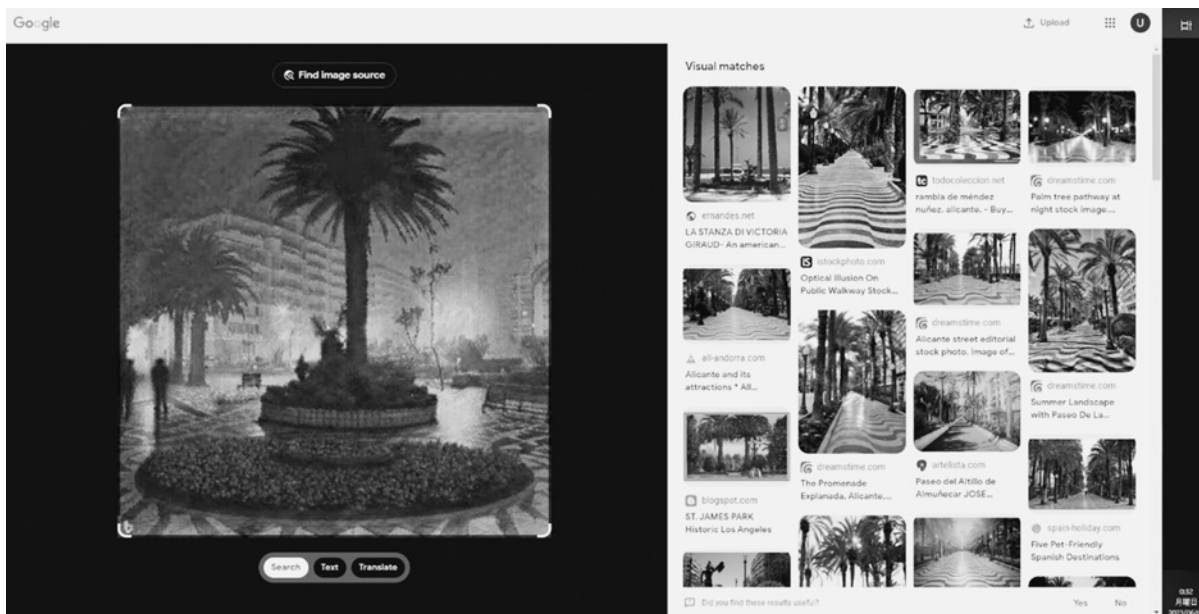 Google
Upload
U
Find image source
Search
Text
Translate
Visual matches
ernandes.net
LA STANZA DI VICTORIA
GIRAUD- An american...
all-andorra.com
Alicante and its
attractions * All...
blogspot.com
ST. JAMES PARK
Historic Los Angeles
istockphoto.com
Optical Illusion On
Public Walkway Stock...
dreamstime.com
The Promenade
Explanada, Alicante,...
todocoleccion.net
rambla de méndez
nuñez, alicante. - Buy...
dreamstime.com
Alicante street editorial
stock photo. Image of...
artelista.com
Paseo del Altillo de
Almuñecar JOSE...
dreamstime.com
Palm tree pathway at
night stock image....
dreamstime.com
Summer Landscape
with Paseo De La...
spain-holiday.com
Five Pet-Friendly
Spanish Destinations
Did you find these results useful?
Yes
No
0:52
月曜日